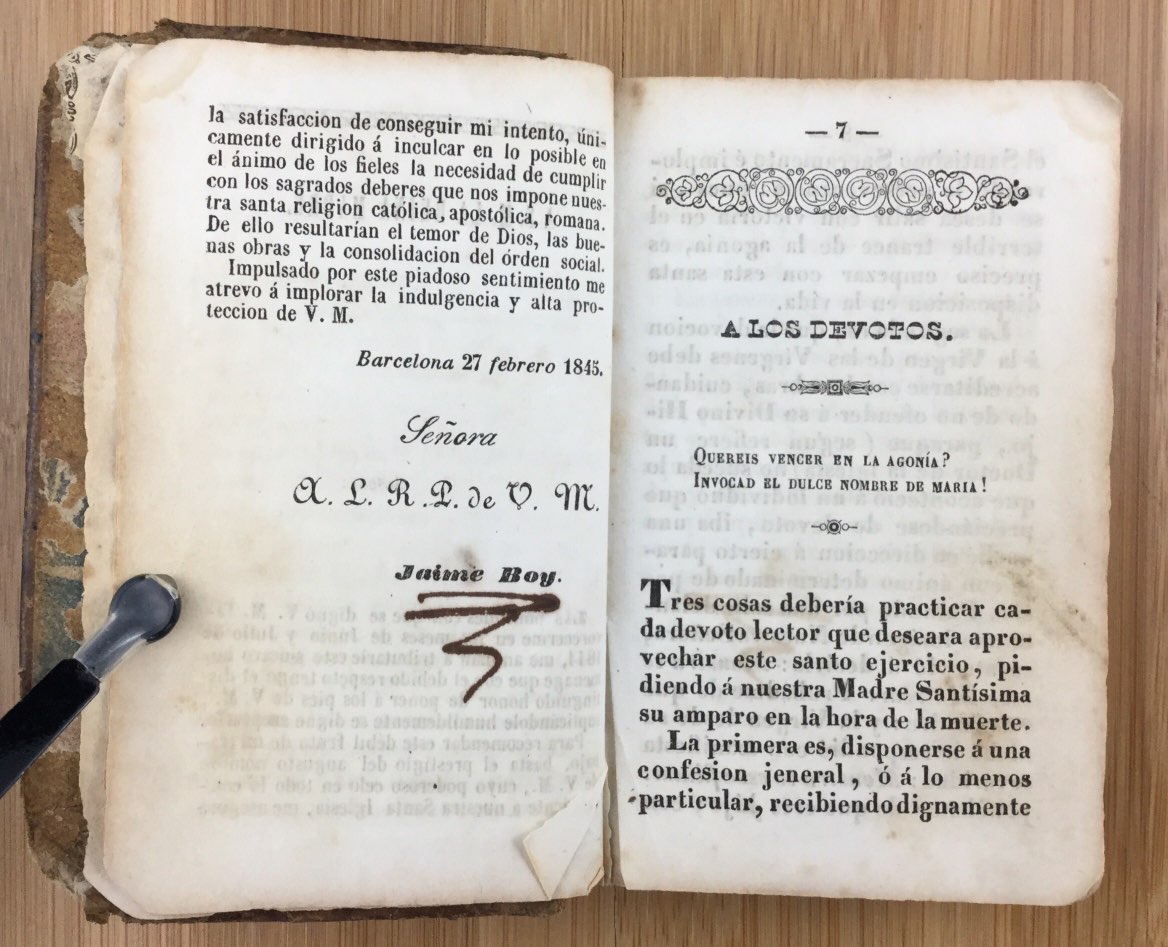 la satisfaccion de conseguir mi intento, úni-
camente dirigido á inculcar en lo posible en
el ánimo de los fieles la necesidad de cumplir
con los sagrados deberes que nos impone nues-
tra santa religion católica, apostólica, romana.
De ello resultarían el temor de Dios, las bue-
nas obras y la consolidacion del órden social.
Impulsado por este piadoso sentimiento me
atrevo á implorar la indulgencia y alta pro-
teccion de V. M.
Barcelona 27 febrero 1845.
Señora
A. L. R. P. de V. M.
Jaime Boy.
— 7 —
A LOS DEVOTOS.
QUEREIS VENCER EN LA AGONÍA?
INVOCAD EL DULCE NOMBRE DE MARIA!
Tres cosas debería practicar ca-
da devoto lector que deseara apro-
vechar este santo ejercicio, pi-
diendo á nuestra Madre Santísima
su amparo en la hora de la muerte.
La primera es, disponerse á una
confesion jeneral, ó á lo menos
particular, recibiendo dignamente